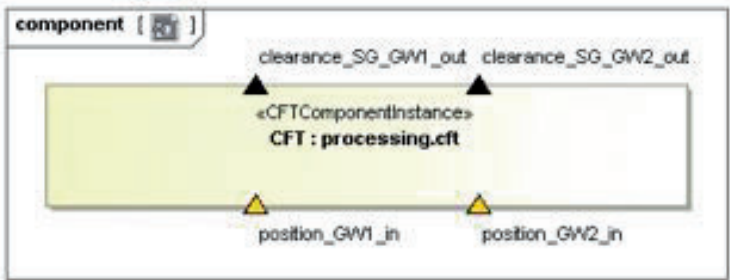 component [ ]
clearance_SG_GW1_out clearance_SG_GW2_out
«CFTComponentInstance»
CFT : processing.cft
position_GW1_in position_GW2_in